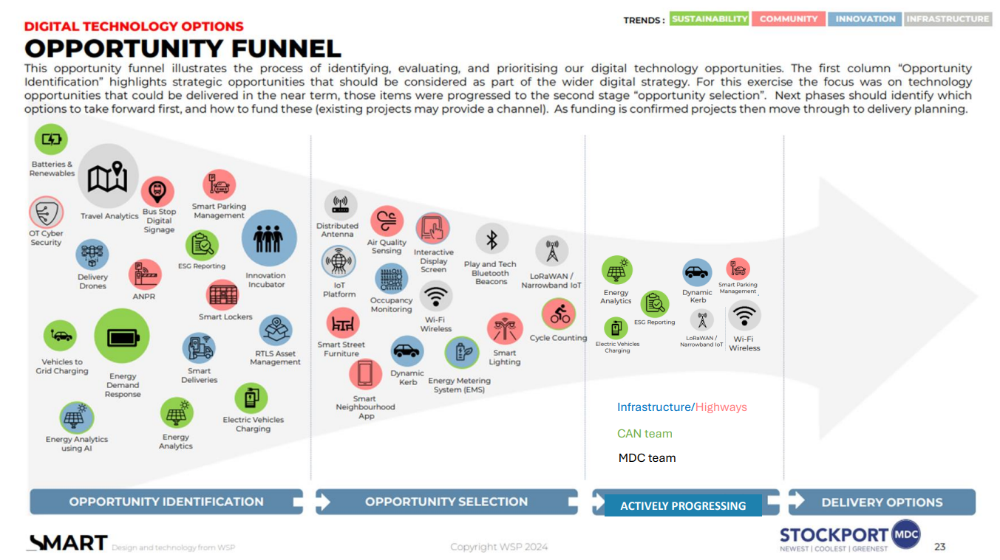 TRENDS : SUSTAINABILITY COMMUNITY INNOVATION INFRASTRUCTURE
DIGITAL TECHNOLOGY OPTIONS
OPPORTUNITY FUNNEL
This opportunity funnel illustrates the process of identifying, evaluating, and prioritising our digital technology opportunities. The first column “Opportunity
Identification” highlights strategic opportunities that should be considered as part of the wider digital strategy. For this exercise the focus was on technology
opportunities that could be delivered in the near term, those items were progressed to the second stage “opportunity selection”. Next phases should identify which
options to take forward first, and how to fund these (existing projects may provide a channel). As funding is confirmed projects then move through to delivery planning.
Batteries &
Renewables
Travel Analytics
Bus Stop
Digital
Signage
Smart Parking
Management
OT Cyber
Security
Delivery
Drones
ANPR
ESG Reporting
Innovation
Incubator
Smart Lockers
Vehicles to
Grid Charging
Energy
Demand
Response
Smart
Deliveries
RTLS Asset
Management
Energy Analytics
using AI
Energy
Analytics
Electric Vehicles
Charging
Distributed
Antenna
Air Quality
Sensing
Interactive
Display
Screen
Play and Tech
Bluetooth
Beacons
LoRaWAN /
Narrowband IoT
IoT
Platform
Occupancy
Monitoring
Wi-Fi
Wireless
Smart Street
Furniture
Dynamic
Kerb
Energy Metering
System (EMS)
Smart
Lighting
Cycle Counting
Smart
Neighbourhood
App
Energy
Analytics
ESG Reporting
Electric Vehicles
Charging
Dynamic
Kerb
Smart Parking
Management
LoRaWAN /
Narrowband IoT
Wi-Fi
Wireless
Infrastructure/Highways
CAN team
MDC team
OPPORTUNITY IDENTIFICATION
OPPORTUNITY SELECTION
ACTIVELY PROGRESSING
DELIVERY OPTIONS
SMART Design and technology from WSP
Copyright WSP 2024
STOCKPORT MDC
NEWEST | COOLEST | GREENEST
23